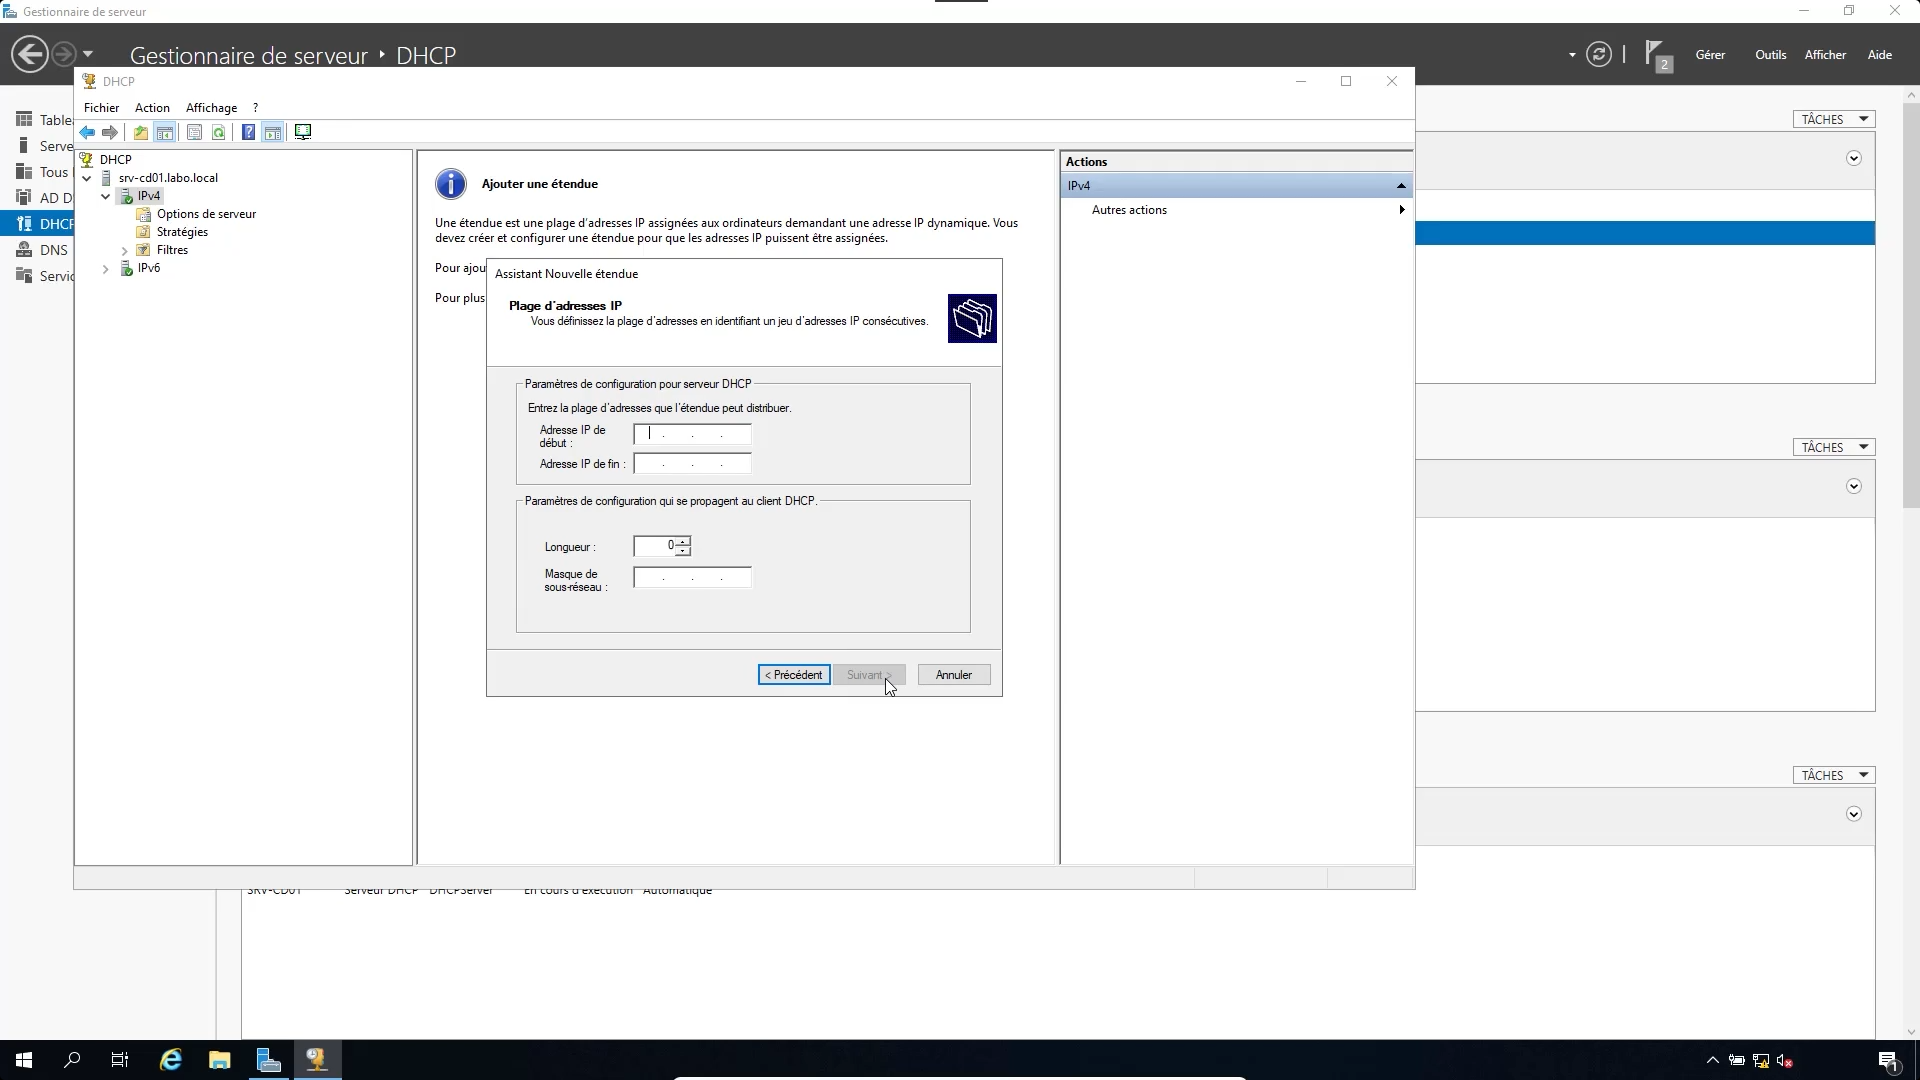 Gestionnaire de serveur
Gestionnaire de serveur ‣ DHCP
2
Gérer
Outils
Afficher
Aide
DHCP
Fichier
Action
Affichage
?
Table
Serve
Tous
AD D
DHCP
DNS
Servic
DHCP
srv-cd01.labo.local
IPv4
Options de serveur
Stratégies
Filtres
IPv6
Ajouter une étendue
Une étendue est une plage d'adresses IP assignées aux ordinateurs demandant une adresse IP dynamique. Vous
devez créer et configurer une étendue pour que les adresses IP puissent être assignées.
Pour ajou
Pour plus
Assistant Nouvelle étendue
Plage d'adresses IP
Vous définissez la plage d'adresses en identifiant un jeu d'adresses IP consécutives.
Paramètres de configuration pour serveur DHCP
Entrez la plage d'adresses que l'étendue peut distribuer.
Adresse IP de
début :
. . .
Adresse IP de fin :
. . .
Paramètres de configuration qui se propagent au client DHCP.
Longueur :
0
Masque de
sous-réseau :
. . .
< Précédent
Suivant >
Annuler
Actions
IPv4
Autres actions
TÂCHES
TÂCHES
TÂCHES
SRV-CD01 Serveur DHCP DHCPServer En cours d'exécution Automatique
1